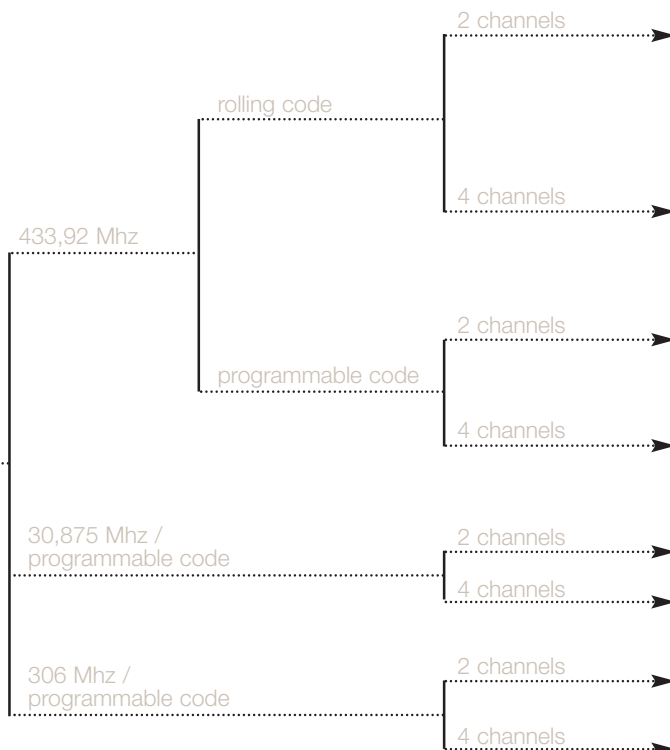 2 channels
rolling code
4 channels
433,92 Mhz
2 channels
programmable code
4 channels
30,875 Mhz /
programmable code
2 channels
4 channels
306 Mhz /
programmable code
2 channels
4 channels